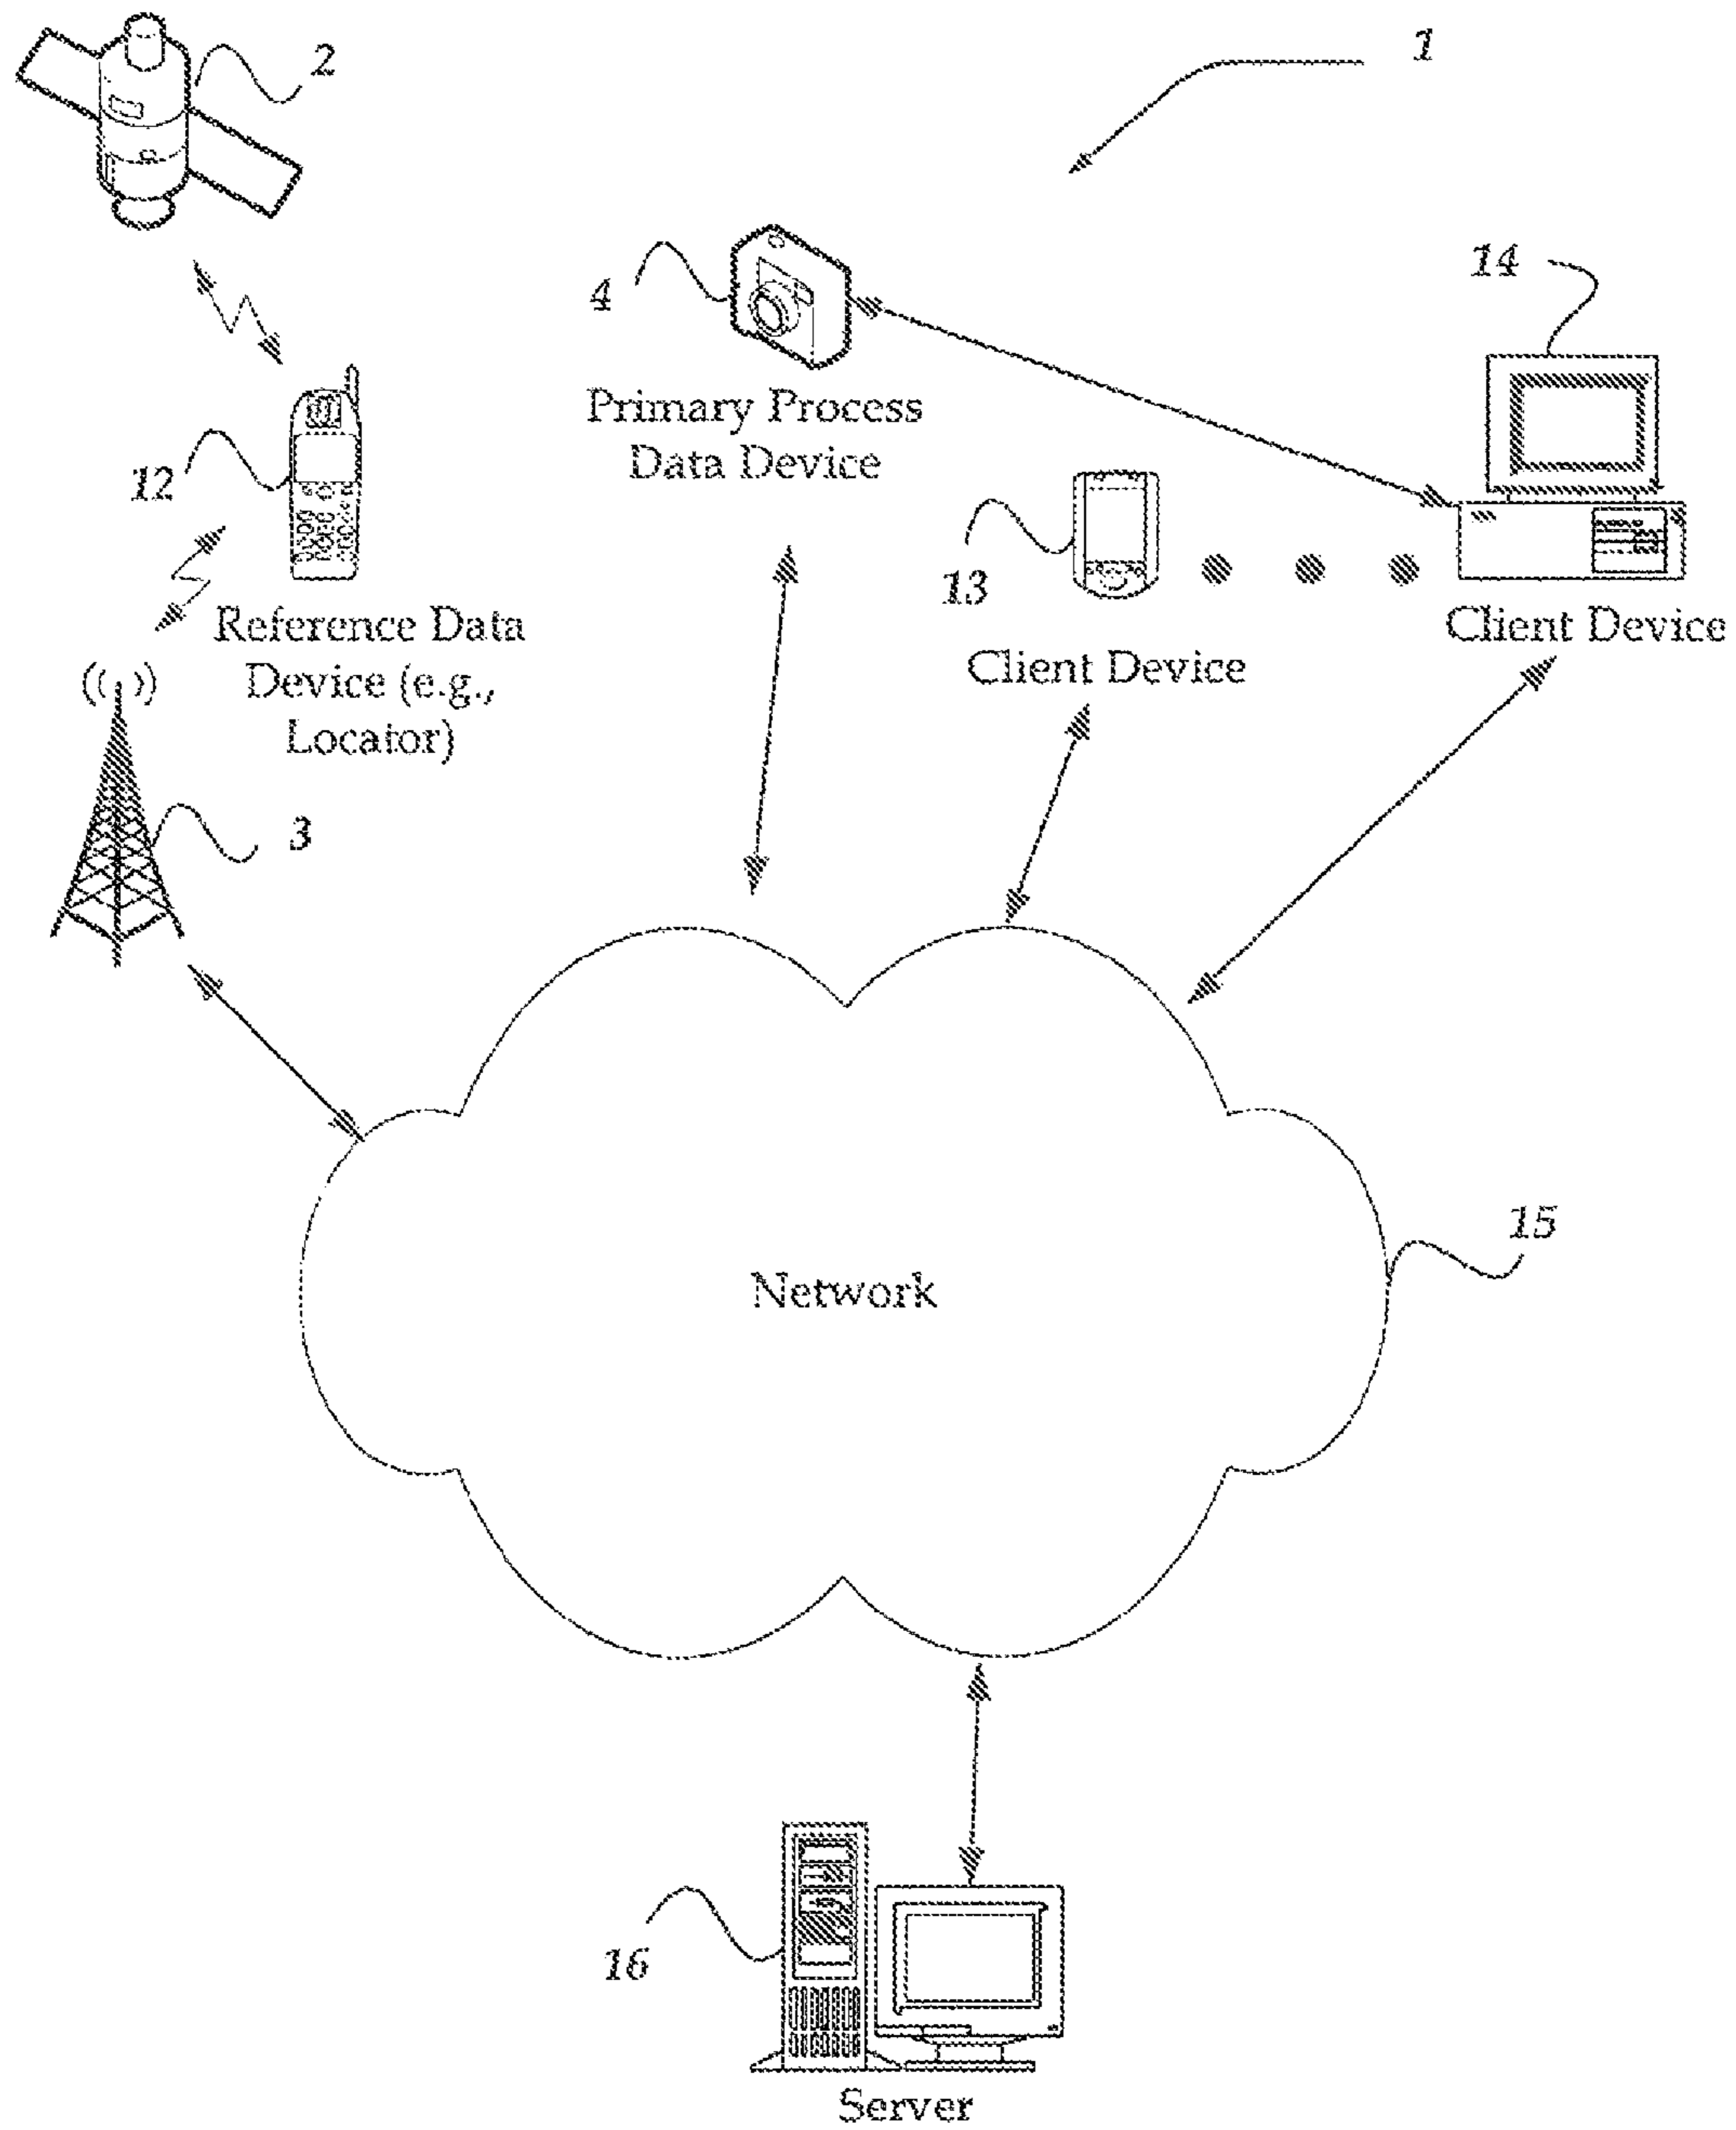 2
1
4
14
Primary Process
Data Device
12
13
Client Device
Reference Data
Device (e.g.,
Locator)
Client Device
3
15
Network
16
Server